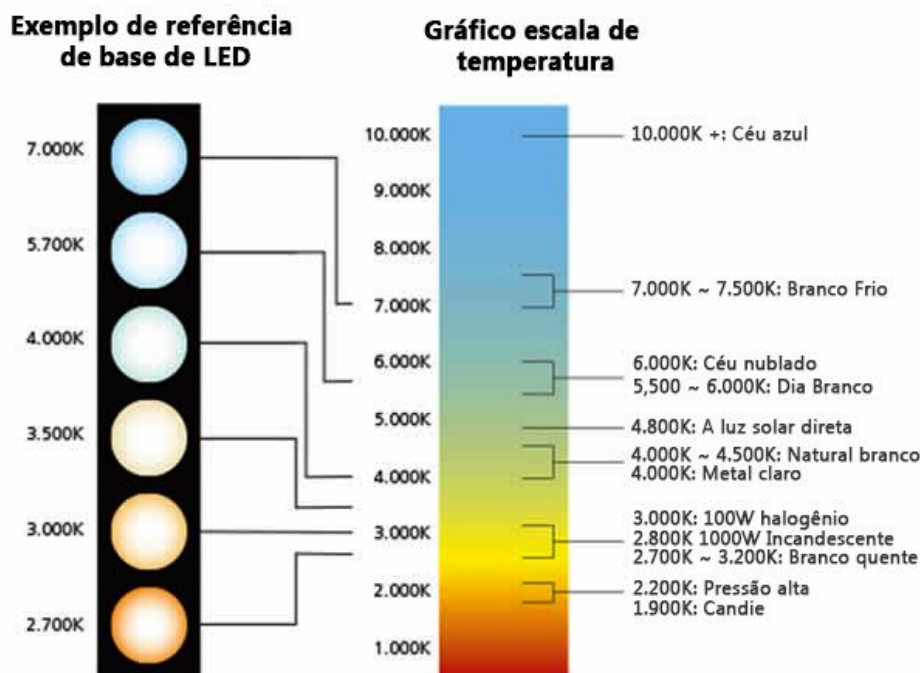 Exemplo de referência
de base de LED
7.000K
5.700K
4.000K
3.500K
3.000K
2.700K
Gráfico escala de
temperatura
10.000K
9.000K
8.000K
7.000K
6.000K
5.000K
4.000K
3.000K
2.000K
1.000K
10.000K +: Céu azul
7.000K ~ 7.500K: Branco Frio
6.000K: Céu nublado
5,500 ~ 6.000K: Dia Branco
4.800K: A luz solar direta
4.000K ~ 4.500K: Natural branco
4.000K: Metal claro
3.000K: 100W halogênio
2.800K 1000W Incandescente
2.700K ~ 3.200K: Branco quente
2.200K: Pressão alta
1.900K: Candie